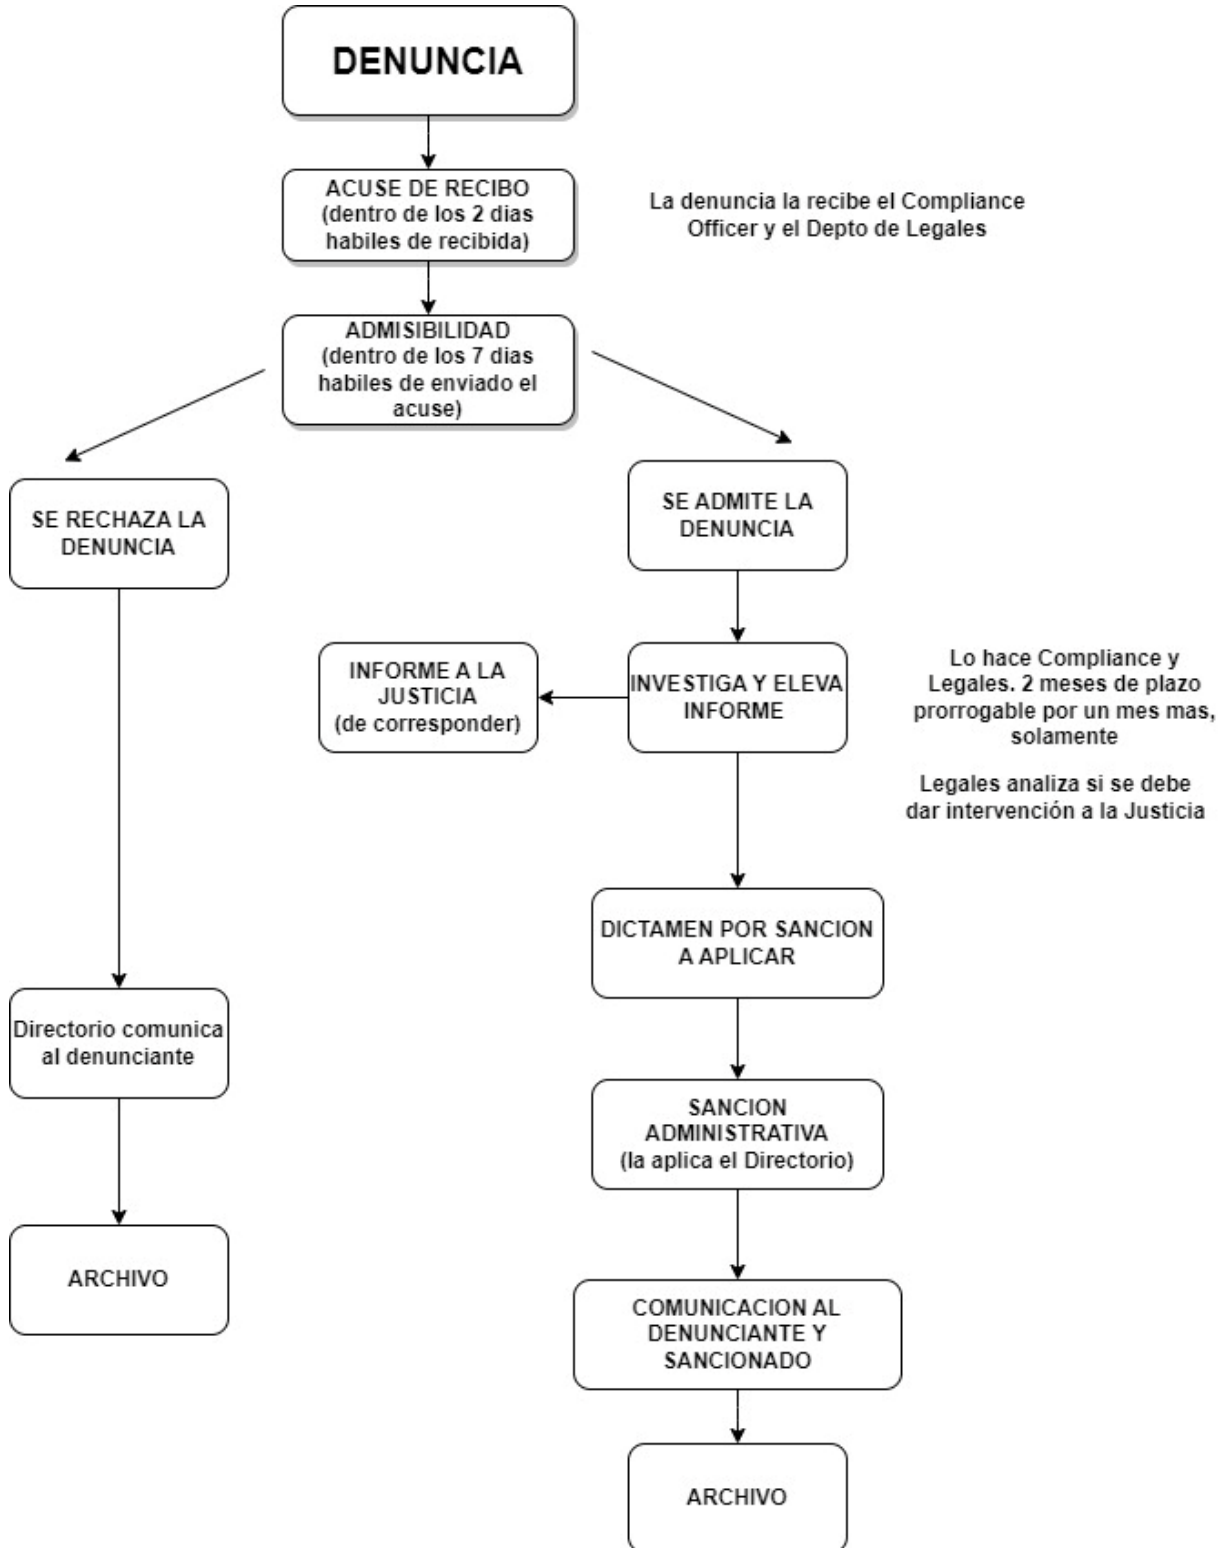 DENUNCIA
ACUSE DE RECIBO
(dentro de los 2 dias
habiles de recibida)
La denuncia la recibe el Compliance
Officer y el Depto de Legales
ADMISIBILIDAD
(dentro de los 7 dias
habiles de enviado el
acuse)
SE RECHAZA LA
DENUNCIA
SE ADMITE LA
DENUNCIA
INFORME A LA
JUSTICIA
(de corresponder)
INVESTIGA Y ELEVA
INFORME
Lo hace Compliance y
Legales. 2 meses de plazo
prorrogable por un mes mas,
solamente
Legales analiza si se debe
dar intervención a la Justicia
DICTAMEN POR SANCION
A APLICAR
Directorio comunica
al denunciante
SANCION
ADMINISTRATIVA
(la aplica el Directorio)
ARCHIVO
COMUNICACION AL
DENUNCIANTE Y
SANCIONADO
ARCHIVO